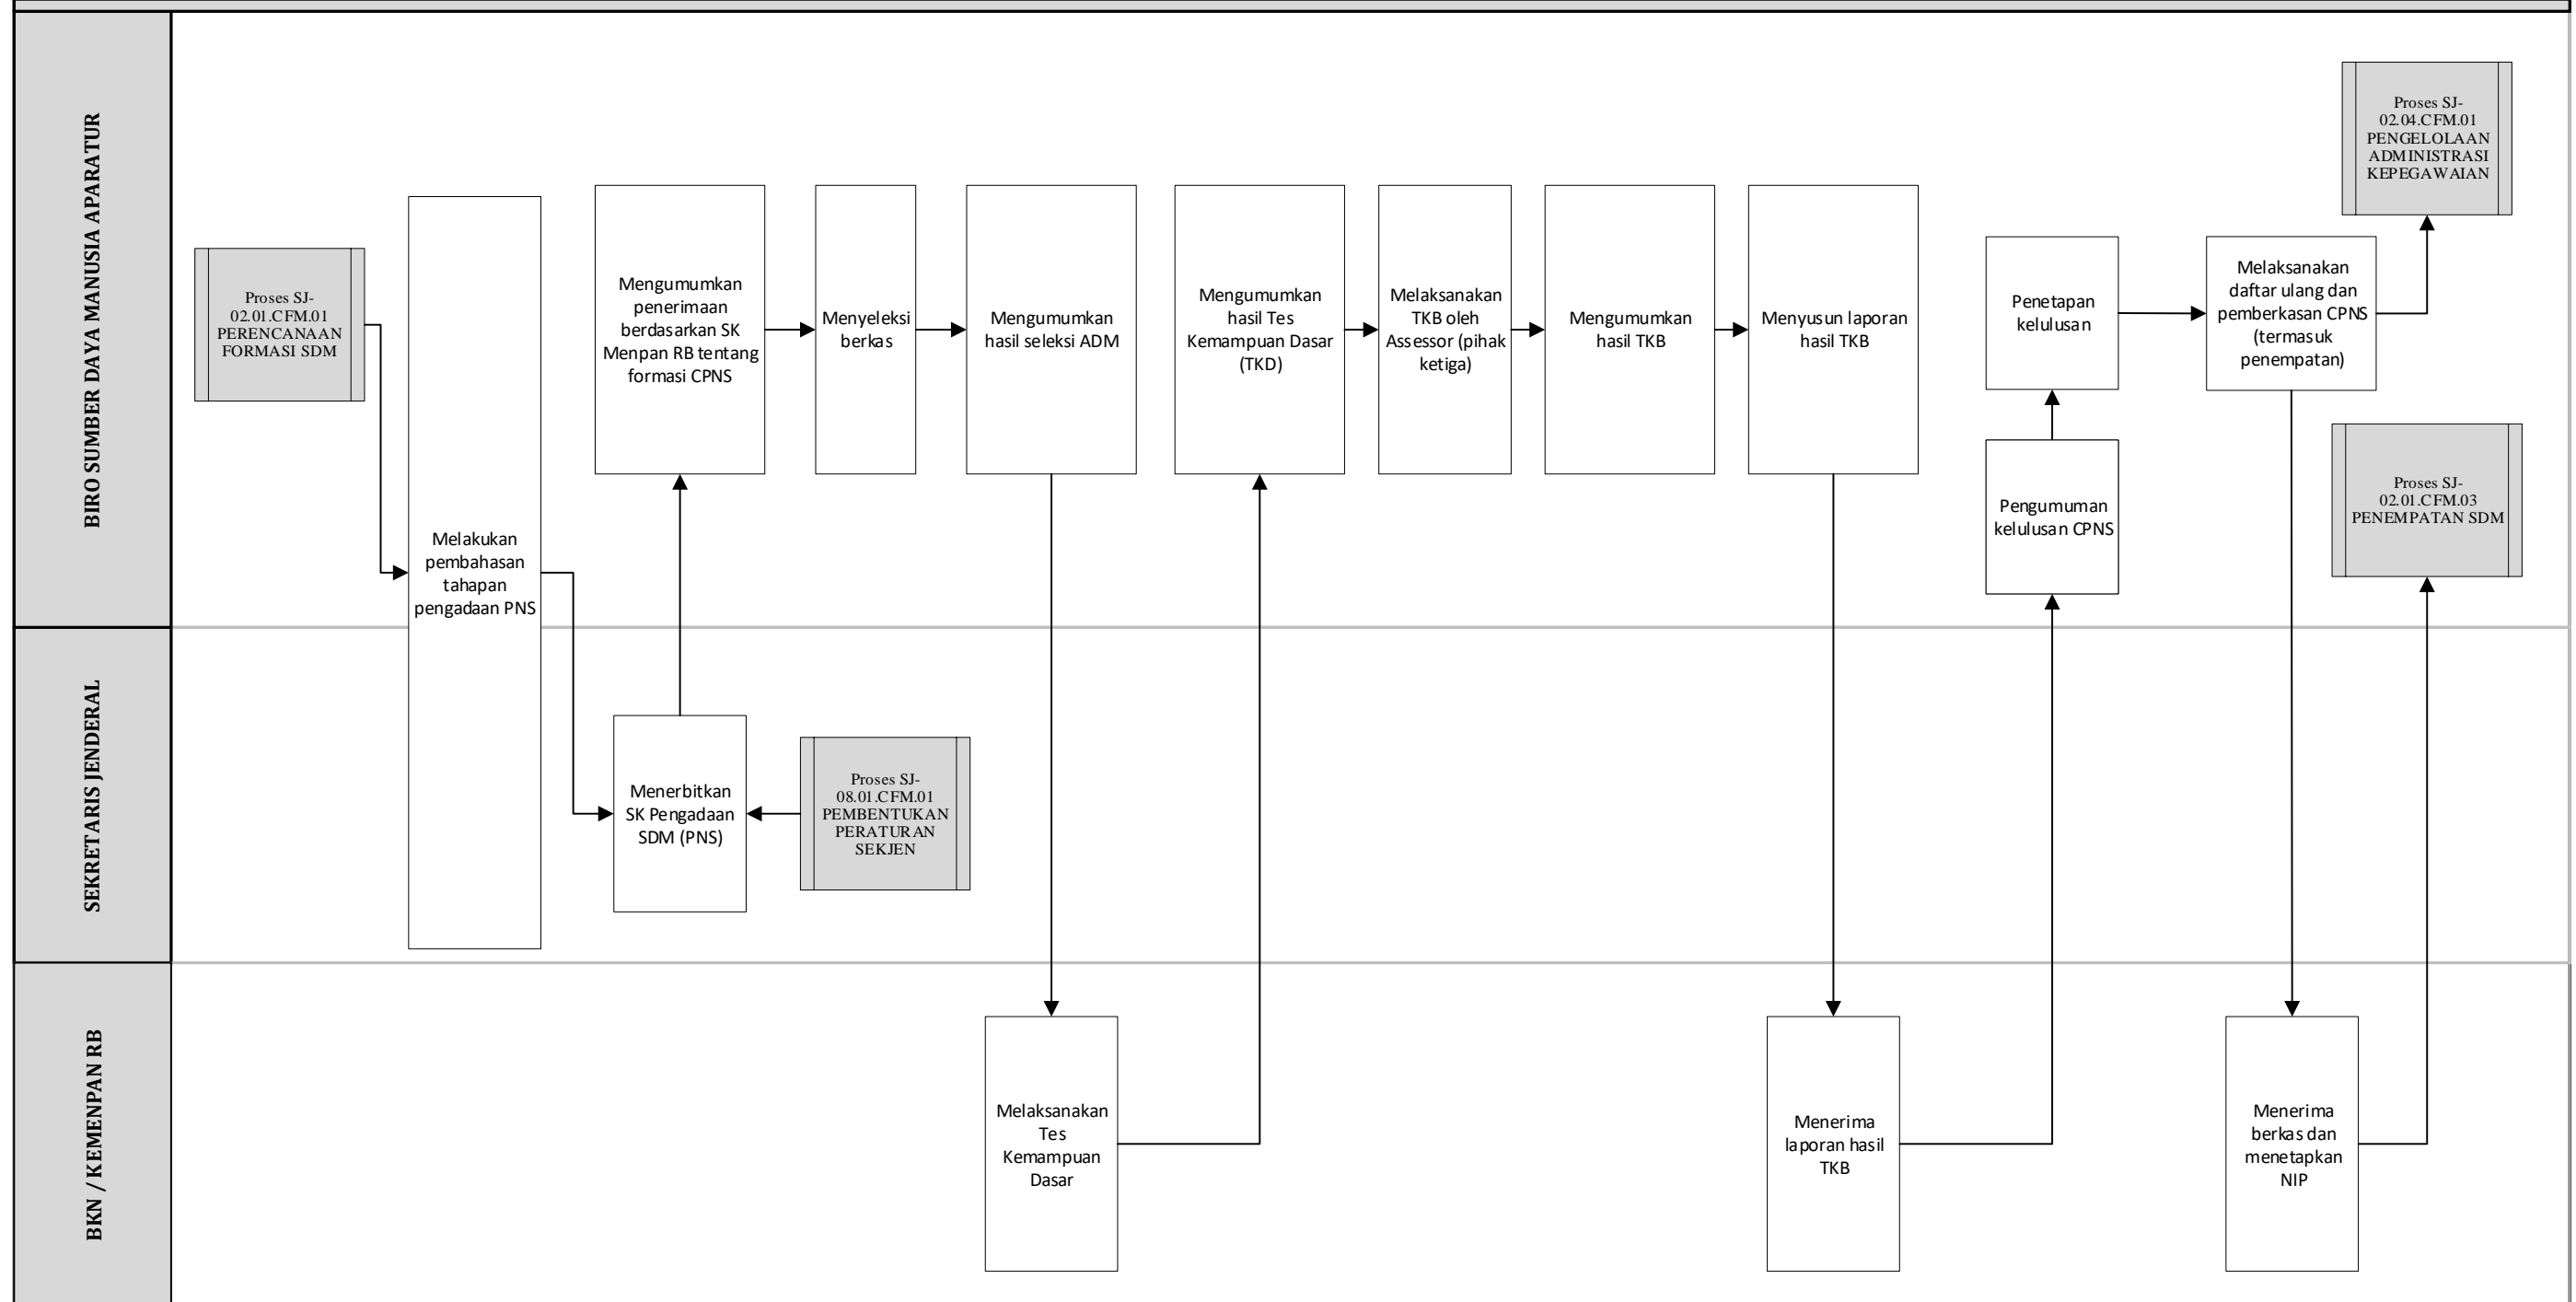 BIRO SUMBER DAYA MANUSIA APARATUR
Proses SJ-
02.01.CFM.01
PERENCANAAN
FORMASI SDM
Melakukan
pembahasan
tahapan
pengadaan PNS
Mengumumkan
penerimaan
berdasarkan SK
Menpan RB tentang
formasi CPNS
Menyeleksi
berkas
Mengumumkan
hasil seleksi ADM
Mengumumkan
hasil Tes
Kemampuan Dasar
(TKD)
Melaksanakan
TKB oleh
Assessor (pihak
ketiga)
Mengumumkan
hasil TKB
Menyusun laporan
hasil TKB
Penetapan
kelulusan
Pengumuman
kelulusan CPNS
Melaksanakan
daftar ulang dan
pemberkasan CPNS
(termasuk
penempatan)
Proses SJ-
02.04.CFM.01
PENGELOLAAN
ADMINISTRASI
KEPEGAWAIAN
Proses SJ-
02.01.CFM.03
PENEMPATAN SDM
SEKRETARIS JENDERAL
Menerbitkan
SK Pengadaan
SDM (PNS)
Proses SJ-
08.01.CFM.01
PEMBENTUKAN
PERATURAN
SEKJEN
BKN / KEMENPAN RB
Melaksanakan
Tes
Kemampuan
Dasar
Menerima
laporan hasil
TKB
Menerima
berkas dan
menetapkan
NIP